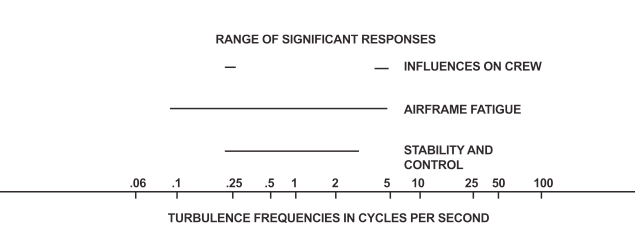 RANGE OF SIGNIFICANT RESPONSES
INFLUENCES ON CREW
AIRFRAME FATIGUE
STABILITY AND
CONTROL
.06 .1 .25 .5 1 2 5 10 25 50 100
TURBULENCE FREQUENCIES IN CYCLES PER SECOND